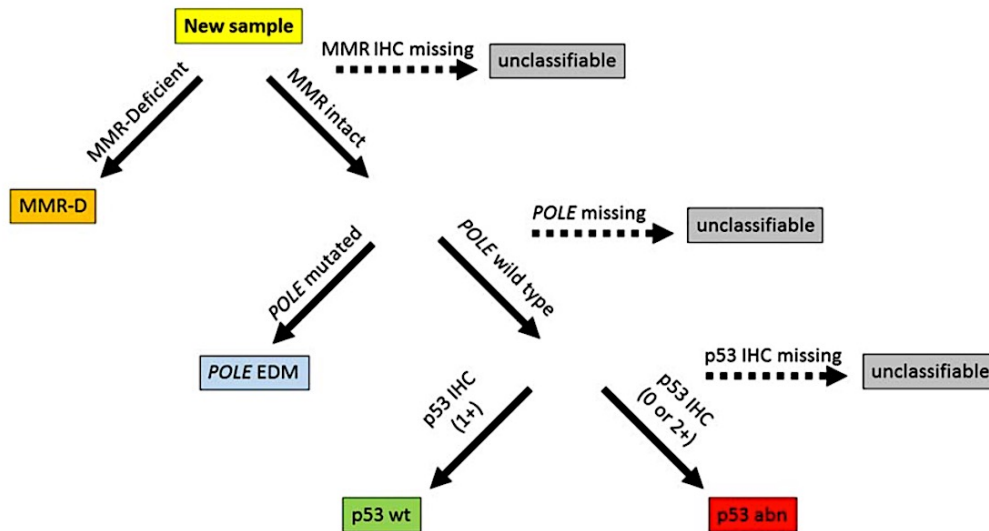 New sample
MMR IHC missing
unclassifiable
MMR-Deficient
MMR intact
MMR-D
POLE missing
unclassifiable
POLE mutated
POLE wild type
POLE EDM
p53 IHC missing
unclassifiable
p53 IHC
(1+)
p53 IHC
(0 or 2+)
p53 wt
p53 abn